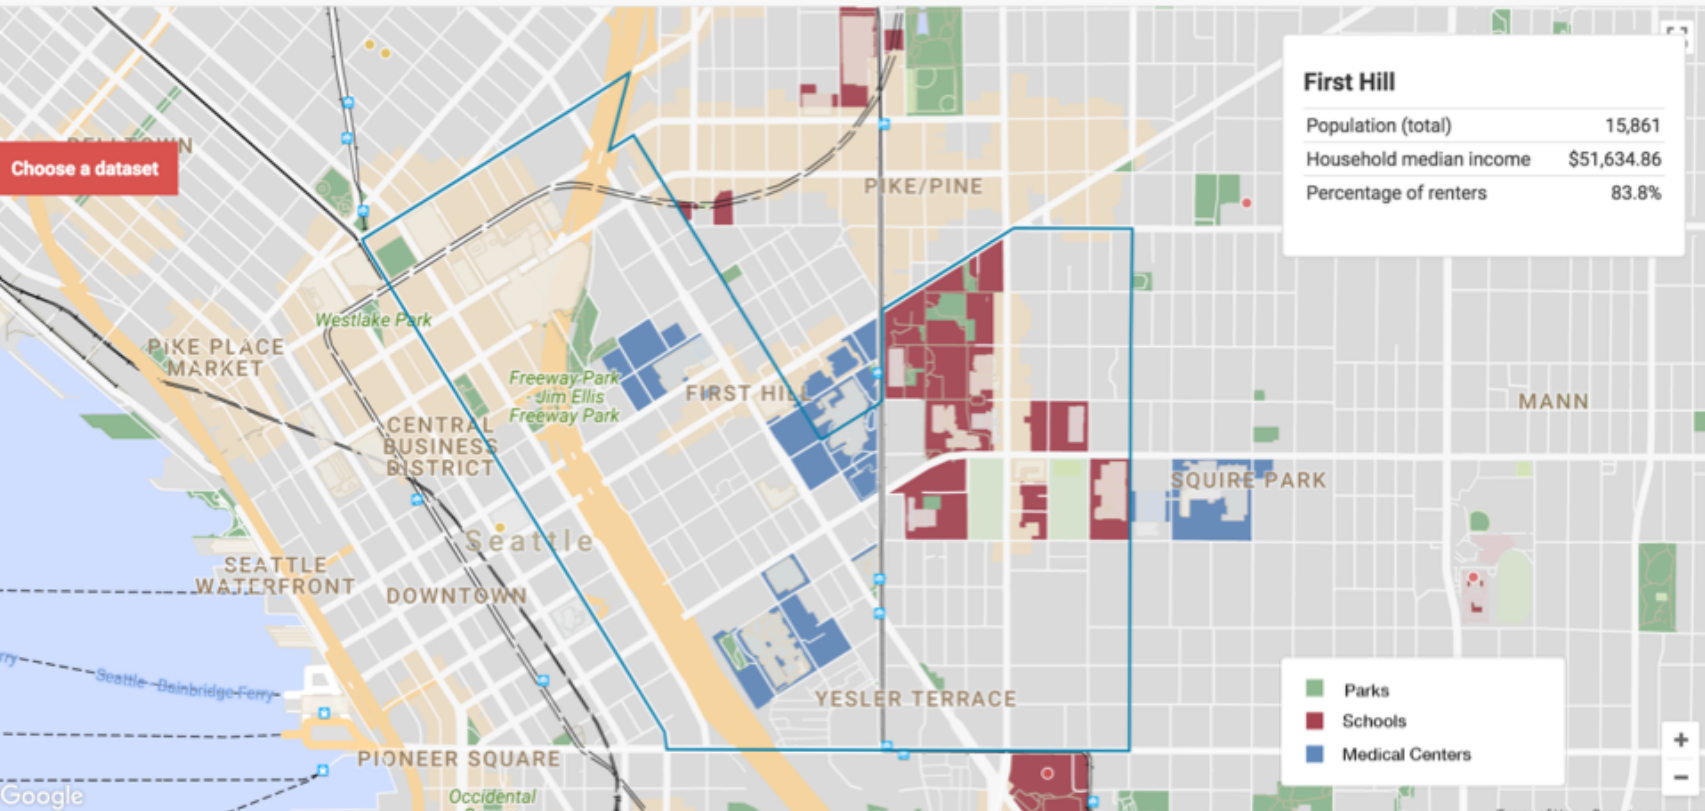 BELLTOWN
Choose a dataset
First Hill
Population (total) 15,861
Household median income $51,634.86
Percentage of renters 83.8%
PIKE/PINE
Westlake Park
PIKE PLACE
MARKET
Freeway Park
- Jim Ellis
Freeway Park
FIRST HILL
MANN
CENTRAL
BUSINESS
DISTRICT
SQUIRE PARK
Seattle
SEATTLE
WATERFRONT
DOWNTOWN
Seattle - Bainbridge Ferry
YESLER TERRACE
PIONEER SQUARE
Parks
Schools
Medical Centers
+
−
Google
Occidental